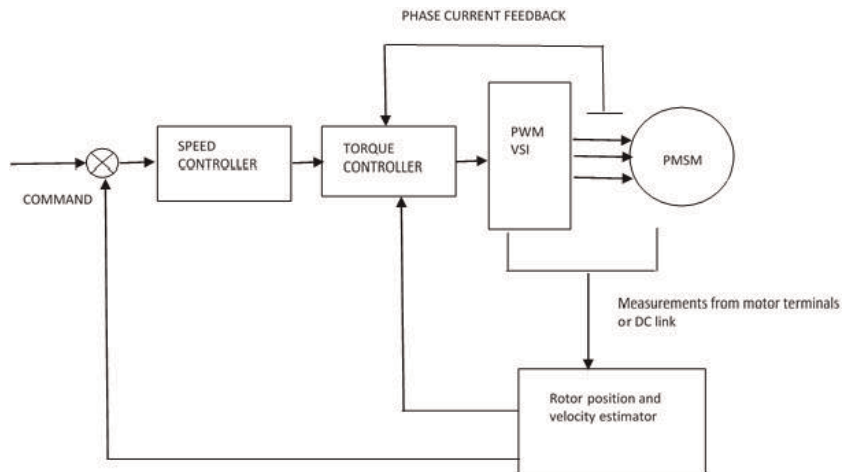 PHASE CURRENT FEEDBACK
SPEED
CONTROLLER
TORQUE
CONTROLLER
PWM
VSI
PMSM
COMMAND
Measurements from motor terminals
or DC link
Rotor position and
velocity estimator